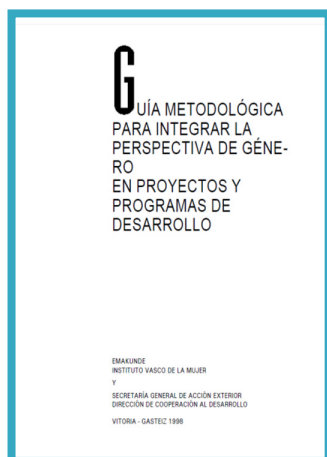 GUÍA METODOLÓGICA
PARA INTEGRAR LA
PERSPECTIVA DE GÉNE-
RO
EN PROYECTOS Y
PROGRAMAS DE
DESARROLLO
EMAKUNDE
INSTITUTO VASCO DE LA MUJER
Y
SECRETARÍA GENERAL DE ACCIÓN EXTERIOR
DIRECCIÓN DE COOPERACIÓN AL DESARROLLO
VITORIA - GASTEIZ 1998